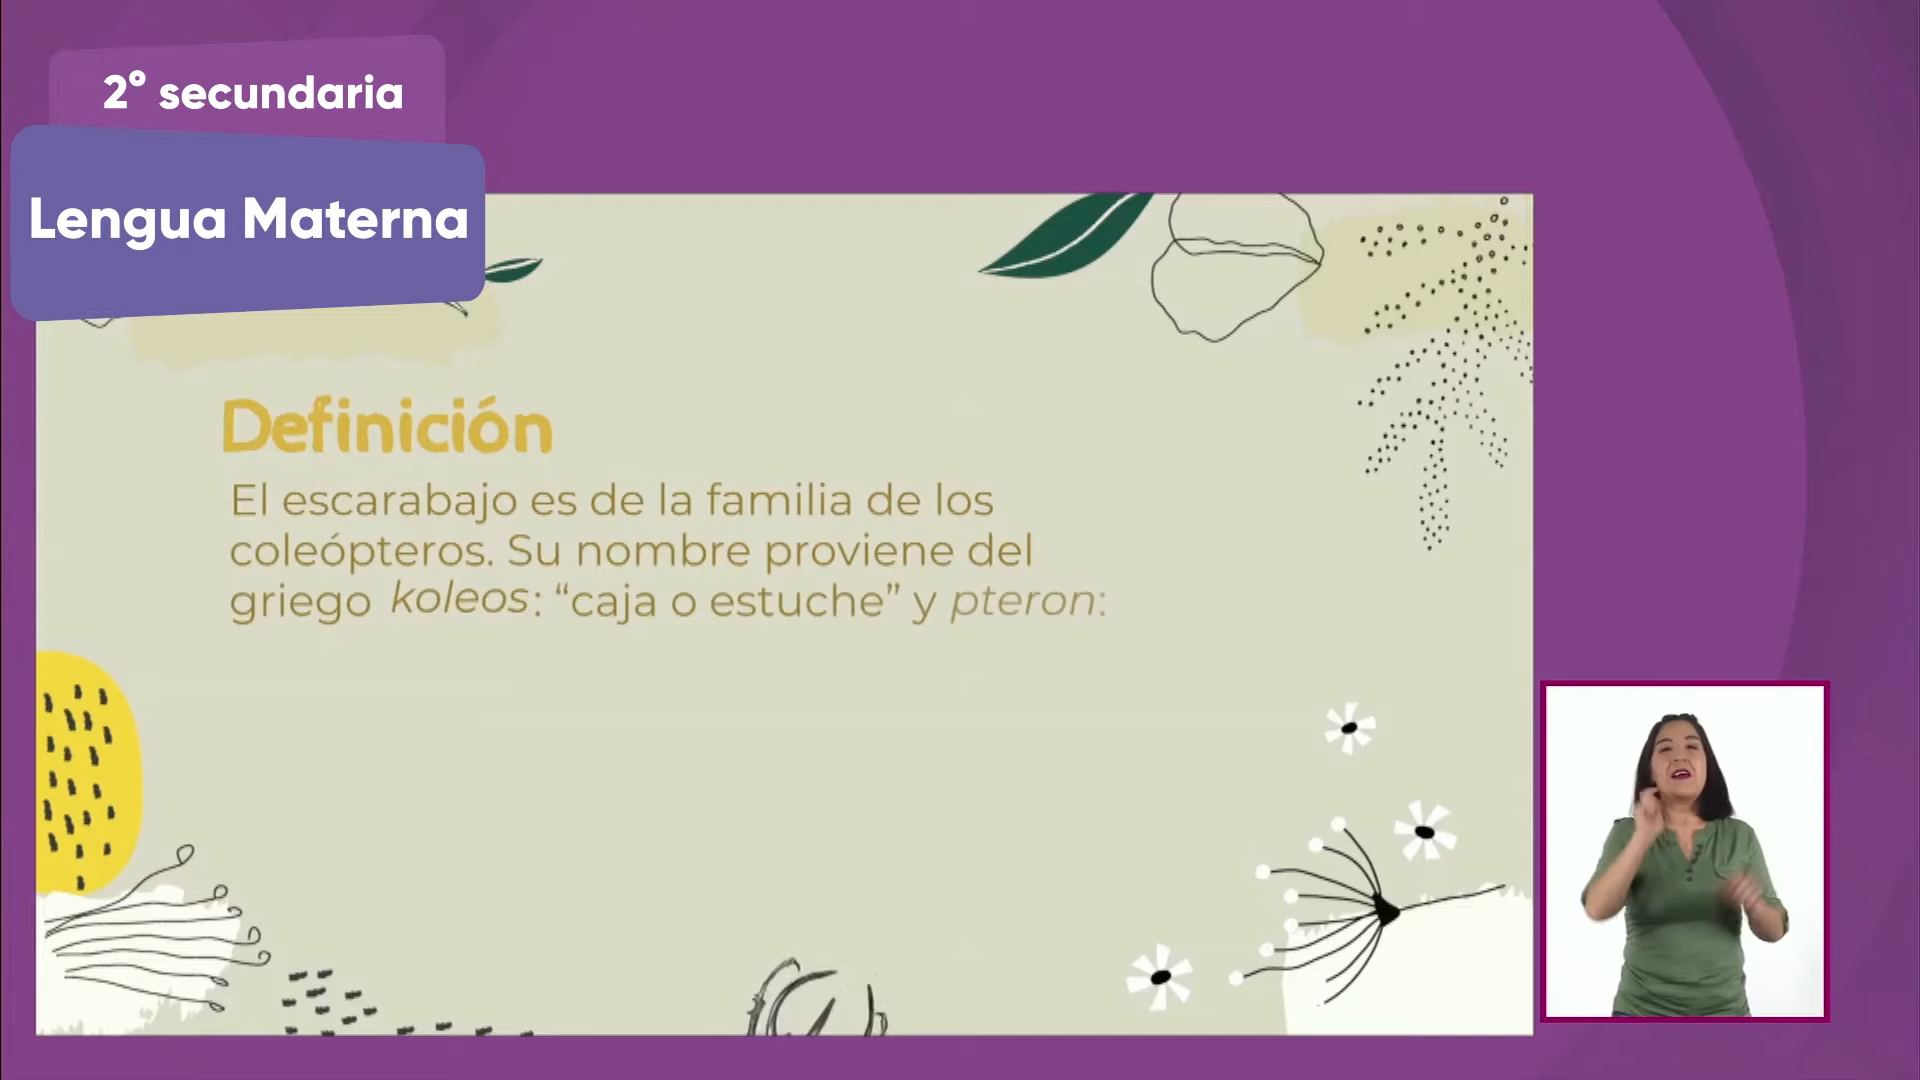 2° secundaria
Lengua Materna
Definición
El escarabajo es de la familia de los
coleópteros. Su nombre proviene del
griego koleos: “caja o estuche” y pteron: